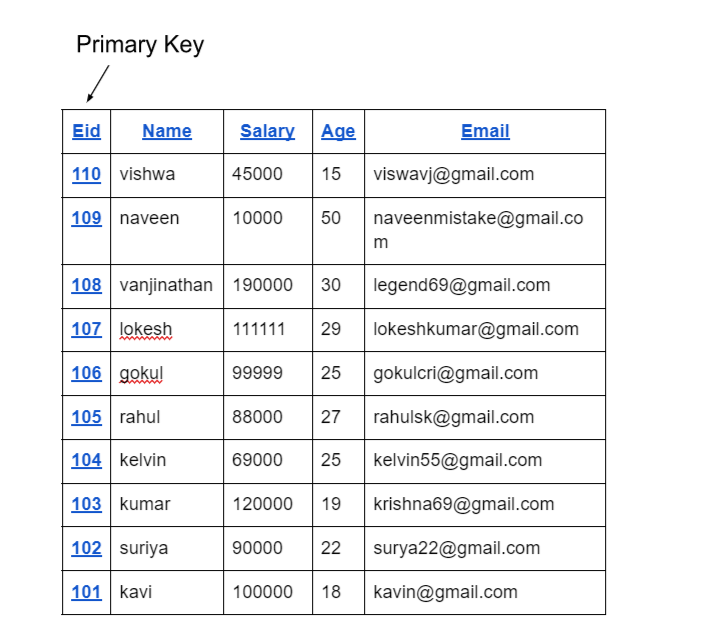 Primary Key
Eid Name Salary Age Email
110 vishwa 45000 15 viswavj@gmail.com
109 naveen 10000 50 naveenmistake@gmail.co
m
108 vanjinathan 190000 30 legend69@gmail.com
107 lokesh 111111 29 lokeshkumar@gmail.com
106 gokul 99999 25 gokulcri@gmail.com
105 rahul 88000 27 rahulsk@gmail.com
104 kelvin 69000 25 kelvin55@gmail.com
103 kumar 120000 19 krishna69@gmail.com
102 suriya 90000 22 surya22@gmail.com
101 kavi 100000 18 kavin@gmail.com